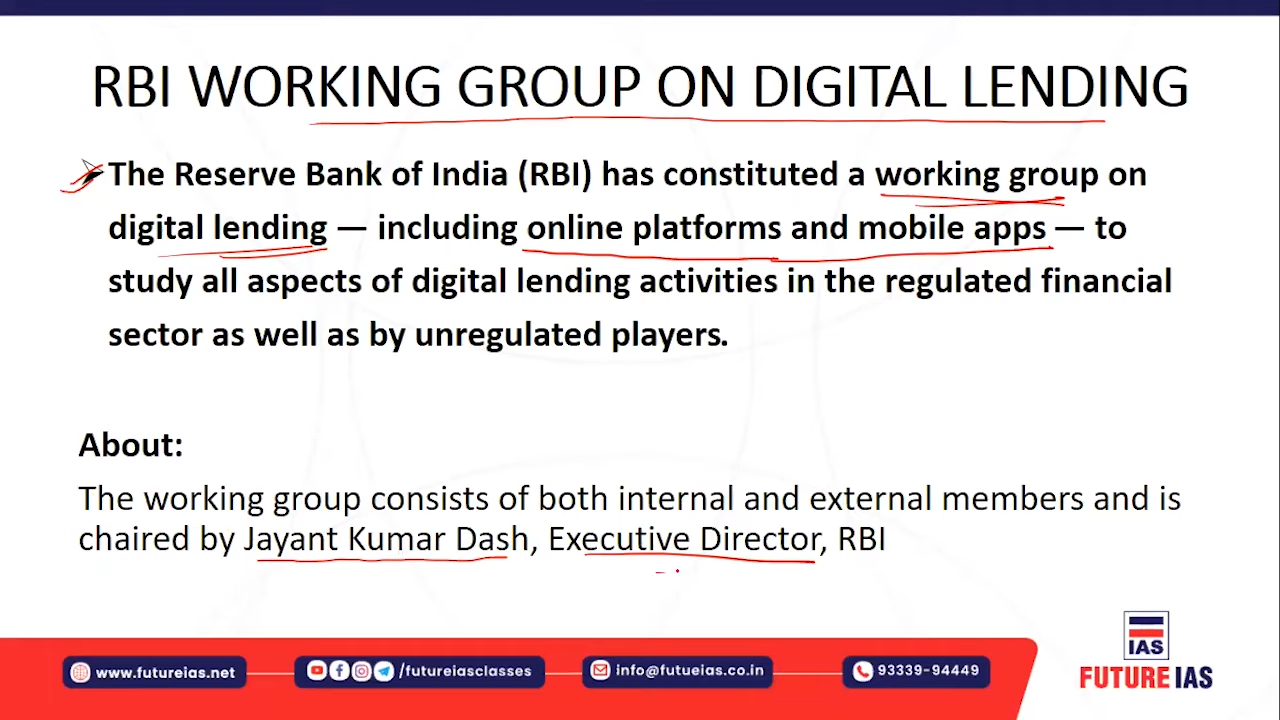 RBI WORKING GROUP ON DIGITAL LENDING
The Reserve Bank of India (RBI) has constituted a working group on
digital lending — including online platforms and mobile apps — to
study all aspects of digital lending activities in the regulated financial
sector as well as by unregulated players.
About:
The working group consists of both internal and external members and is
chaired by Jayant Kumar Dash, Executive Director, RBI
IAS
www.futureias.net
/futureiasclasses
info@futueias.co.in
93339-94449
FUTURE IAS